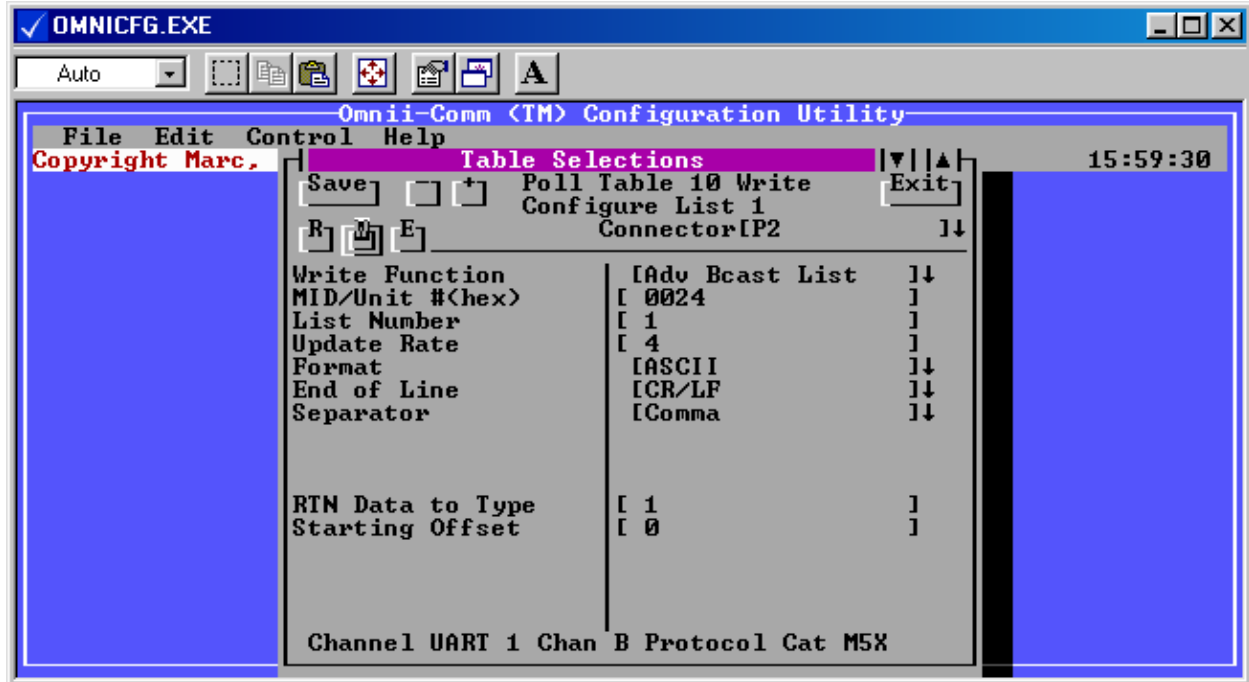 OMNICFG.EXE
Auto A
Omnii-Comm (TM) Configuration Utility
File Edit Control Help
Copyright Marc, Table Selections 15:59:30
[Save] [-] [+] Poll Table 10 Write [Exit]
Configure List 1
[R] [W] [E] Connector[P2 ]↓
Write Function [Adv Bcast List ]↓
MID/Unit #(hex) [ 0024 ]
List Number [ 1 ]
Update Rate [ 4 ]
Format [ASCII ]↓
End of Line [CR/LF ]↓
Separator [Comma ]↓
RTN Data to Type [ 1 ]
Starting Offset [ 0 ]
Channel UART 1 Chan B Protocol Cat M5X